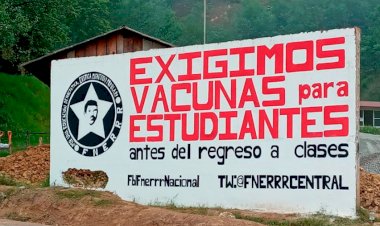 EXIGIMOS
VACUNAS para
ESTUDIANTES
antes del regreso a clases
FNERRR
FbFnerrrNacional TW:@FNERRRCENTRAL